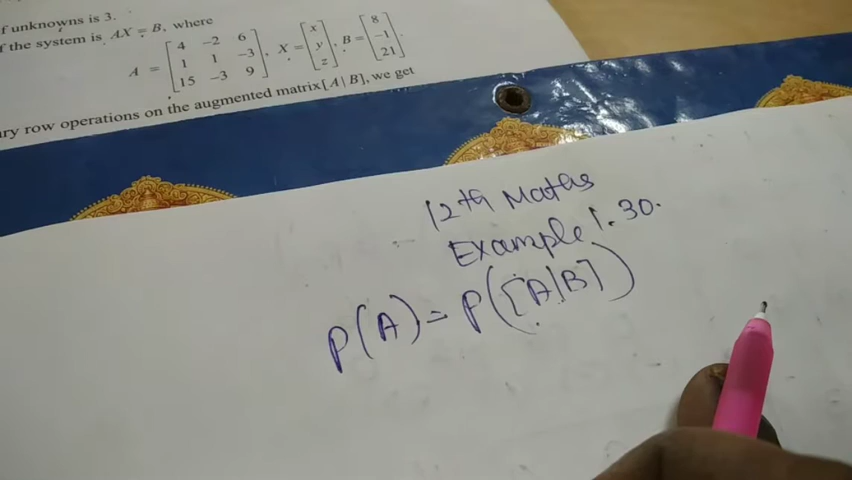 f unknowns is 3.
f the system is AX = B, where
A = [4 -2 6; 1 1 -3; 15 -3 9], X = [x; y; z], B = [8; -1; 21].
ry row operations on the augmented matrix [A | B], we get
12th Maths
Example 1.30.
P(A) = P([A|B])